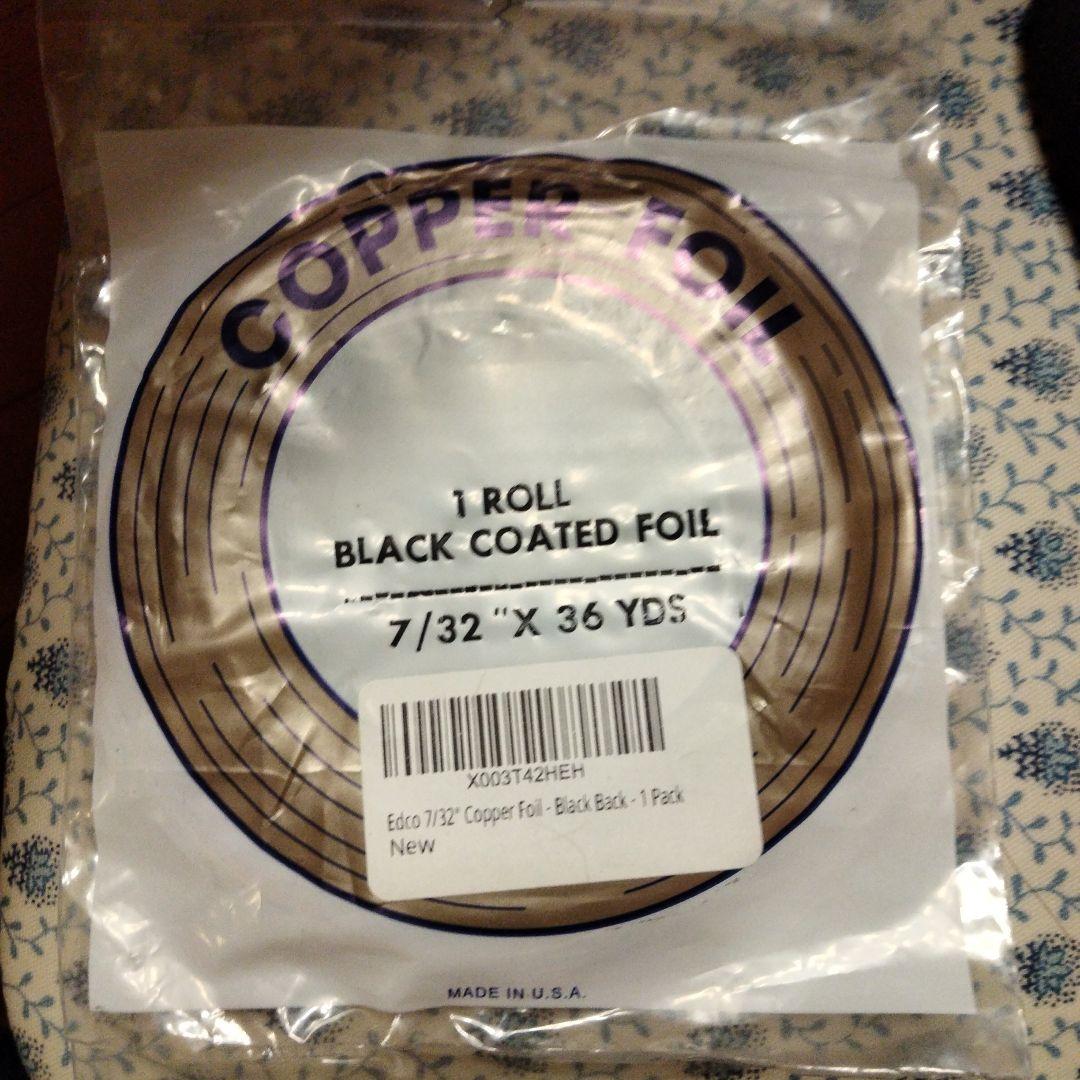 COPPER FOIL
1 ROLL
BLACK COATED FOIL
7/32 "X 36 YDS
X003T42HEH
Edco 7/32" Copper Foil - Black Back - 1 Pack
New
MADE IN U.S.A.